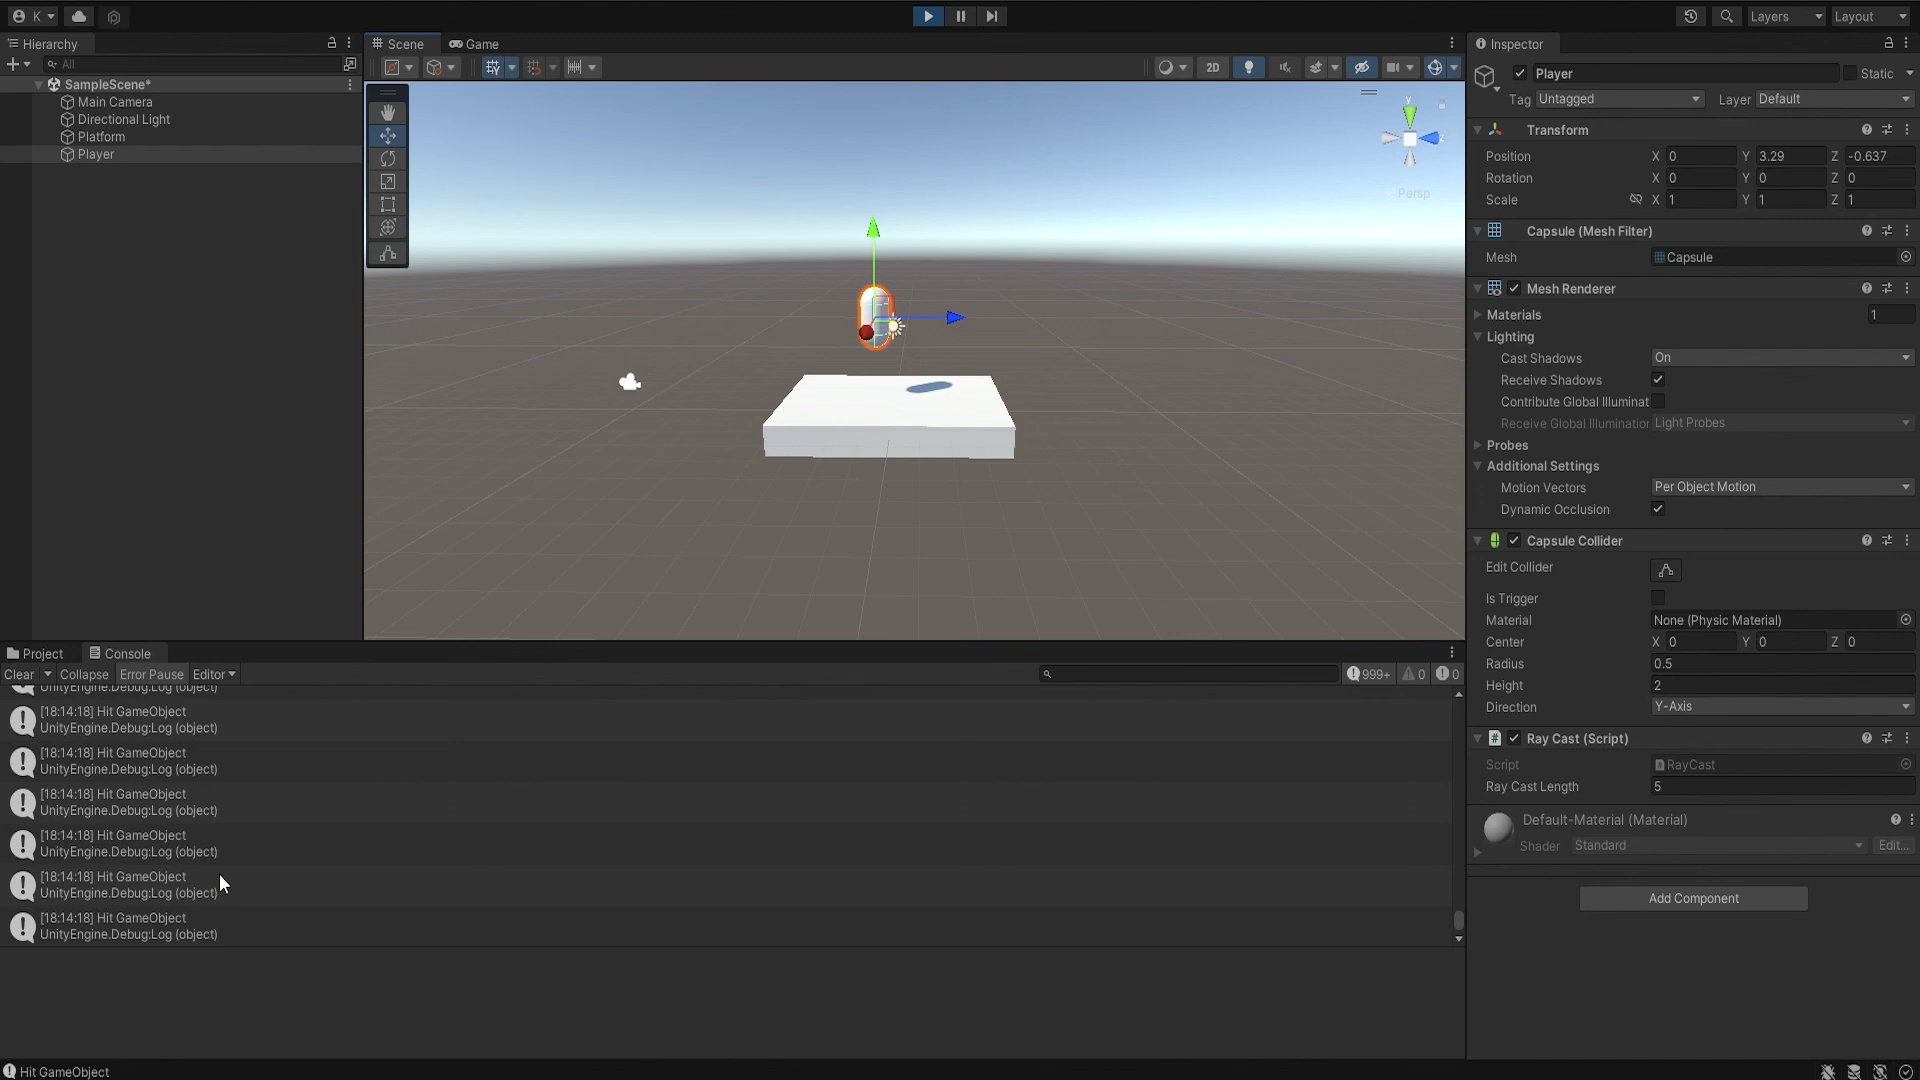 K
Layers
Layout
Hierarchy
All
SampleScene*
Main Camera
Directional Light
Platform
Player
Scene
Game
2D
y
z
Persp
Inspector
Player
Static
Tag
Untagged
Layer
Default
Transform
Position
X 0
Y 3.29
Z -0.637
Rotation
X 0
Y 0
Z 0
Scale
X 1
Y 1
Z 1
Capsule (Mesh Filter)
Mesh
Capsule
Mesh Renderer
Materials
1
Lighting
Cast Shadows
On
Receive Shadows
Contribute Global Illuminat
Receive Global Illumination
Light Probes
Probes
Additional Settings
Motion Vectors
Per Object Motion
Dynamic Occlusion
Capsule Collider
Edit Collider
Is Trigger
Material
None (Physic Material)
Center
X 0
Y 0
Z 0
Radius
0.5
Height
2
Direction
Y-Axis
Ray Cast (Script)
Script
RayCast
Ray Cast Length
5
Default-Material (Material)
Shader
Standard
Edit...
Add Component
Project
Console
Clear
Collapse
Error Pause
Editor
999+
0
0
UnityEngine.Debug:Log (object)
[18:14:18] Hit GameObject
UnityEngine.Debug:Log (object)
[18:14:18] Hit GameObject
UnityEngine.Debug:Log (object)
[18:14:18] Hit GameObject
UnityEngine.Debug:Log (object)
[18:14:18] Hit GameObject
UnityEngine.Debug:Log (object)
[18:14:18] Hit GameObject
UnityEngine.Debug:Log (object)
[18:14:18] Hit GameObject
UnityEngine.Debug:Log (object)
Hit GameObject